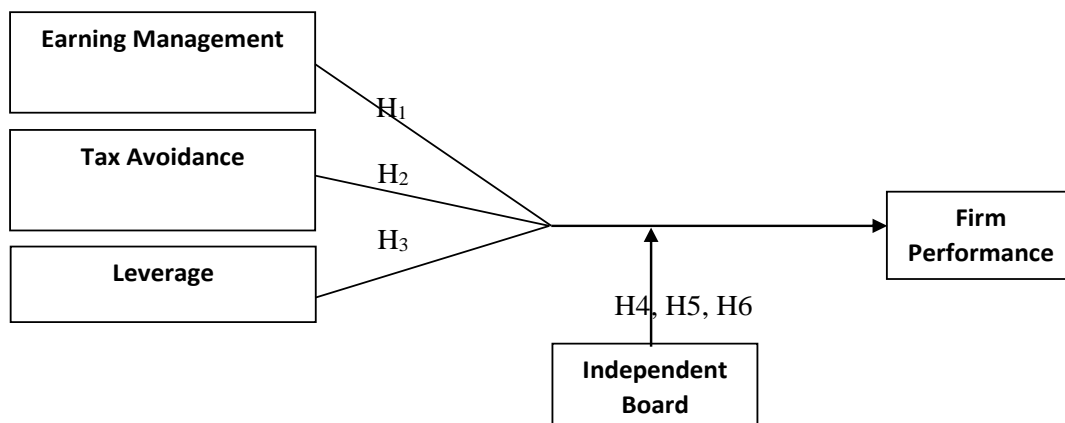 Earning Management
H₁
Tax Avoidance
H₂
H₃
Leverage
Firm
Performance
H4, H5, H6
Independent
Board